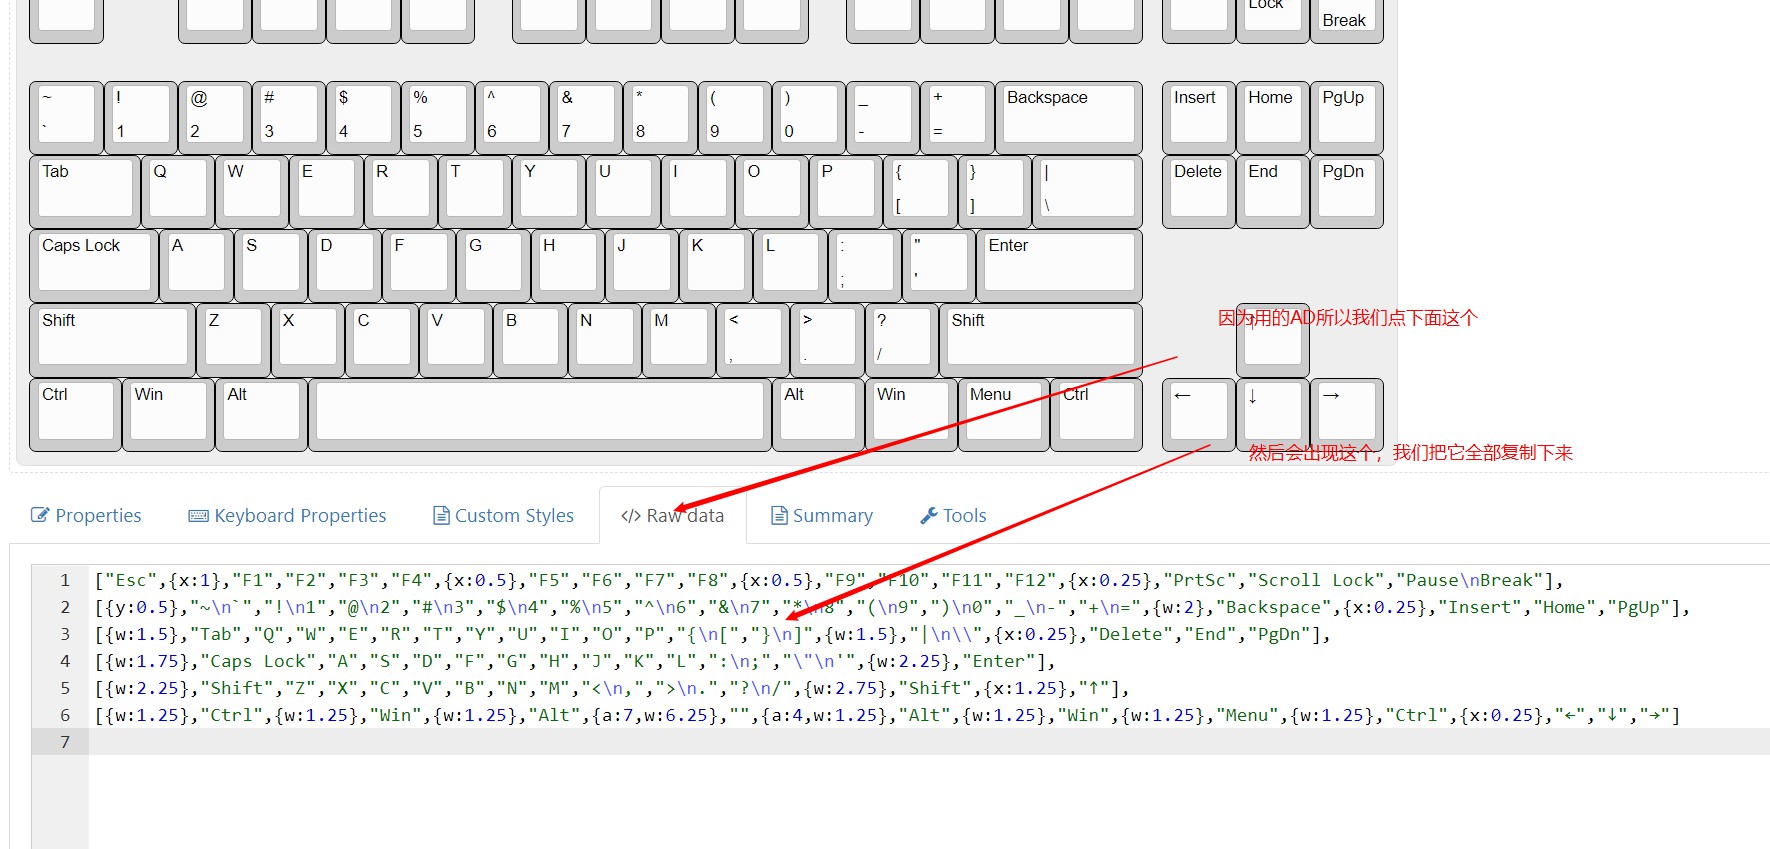 Lock
Break
~ ! @ # $ % ^ & * ( ) _ + Backspace Insert Home PgUp
` 1 2 3 4 5 6 7 8 9 0 - =
Tab Q W E R T Y U I O P { } | Delete End PgDn
[ ] \
Caps Lock A S D F G H J K L : " Enter
; '
Shift Z X C V B N M < > ? Shift ↑
, . /
因为用的AD所以我们点下面这个
Ctrl Win Alt Alt Win Menu Ctrl ← ↓ →
然后会出现这个，我们把它全部复制下来
Properties Keyboard Properties Custom Styles </> Raw data Summary Tools
1 ["Esc",{x:1},"F1","F2","F3","F4",{x:0.5},"F5","F6","F7","F8",{x:0.5},"F9","F10","F11","F12",{x:0.25},"PrtSc","Scroll Lock","Pause\nBreak"],
2 [{y:0.5},"~\n`","!\n1","@\n2","#\n3","$\n4","%\n5","^\n6","&\n7","*\n8","(\n9",")\n0","_\n-","+\n=",{w:2},"Backspace",{x:0.25},"Insert","Home","PgUp"],
3 [{w:1.5},"Tab","Q","W","E","R","T","Y","U","I","O","P","{\n[","}\n]",{w:1.5},"|\n\\",{x:0.25},"Delete","End","PgDn"],
4 [{w:1.75},"Caps Lock","A","S","D","F","G","H","J","K","L",":\n;","\"\n'",{w:2.25},"Enter"],
5 [{w:2.25},"Shift","Z","X","C","V","B","N","M","<\n,",">\n.","?\n/",{w:2.75},"Shift",{x:1.25},"↑"],
6 [{w:1.25},"Ctrl",{w:1.25},"Win",{w:1.25},"Alt",{a:7,w:6.25},"",{a:4,w:1.25},"Alt",{w:1.25},"Win",{w:1.25},"Menu",{w:1.25},"Ctrl",{x:0.25},"←","↓","→"]
7